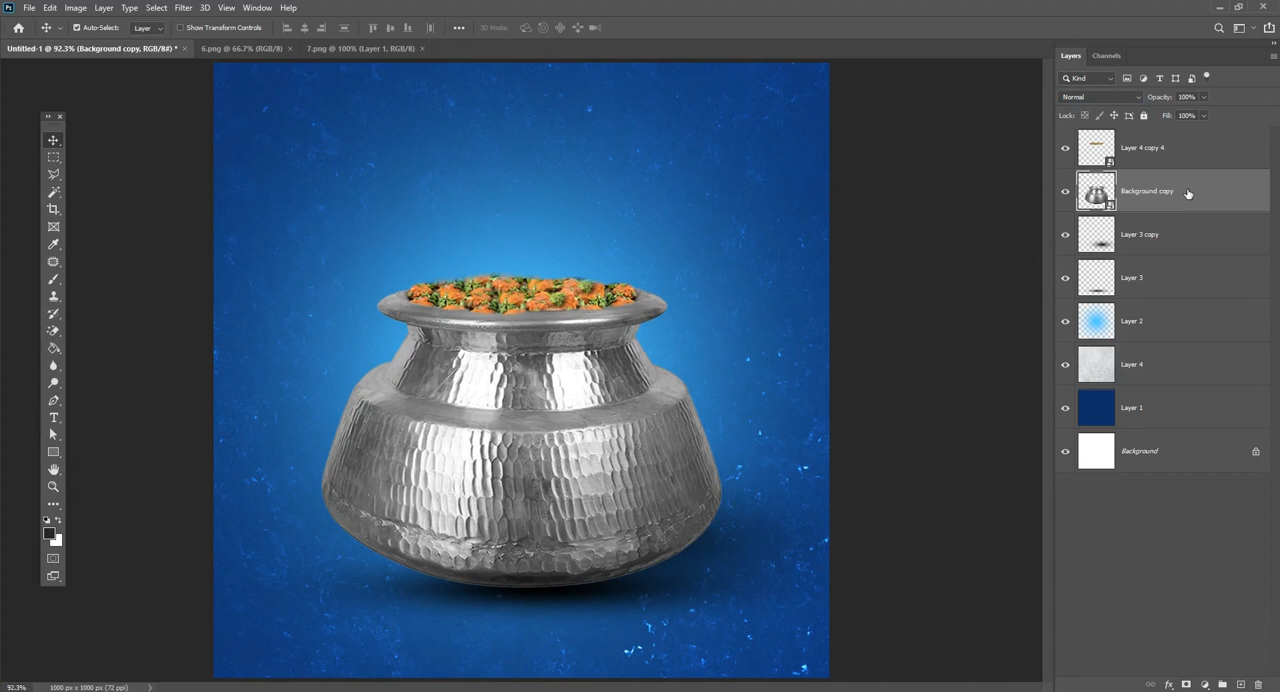 Ps File Edit Image Layer Type Select Filter 3D View Window Help
Auto-Select: Layer Show Transform Controls ••• 3D Mode:
Untitled-1 @ 92.3% (Background copy, RGB/8#) * × 6.png @ 66.7% (RGB/8) × 7.png @ 100% (Layer 1, RGB/8) ×
Layers Channels
Kind
Normal Opacity: 100%
Lock: Fill: 100%
Layer 4 copy 4
Background copy
Layer 3 copy
Layer 3
Layer 2
Layer 4
Layer 1
Background
92.3% 1000 px x 1000 px (72 ppi)